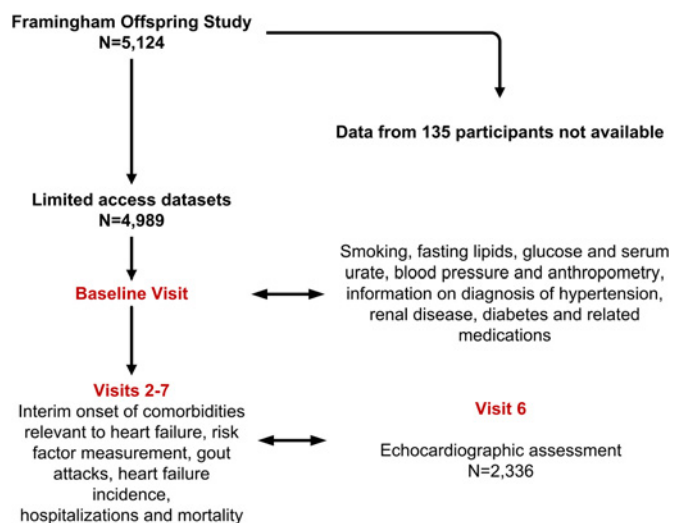 Framingham Offspring Study
N=5,124
Data from 135 participants not available
Limited access datasets
N=4,989
Baseline Visit
Smoking, fasting lipids, glucose and serum
urate, blood pressure and anthropometry,
information on diagnosis of hypertension,
renal disease, diabetes and related
medications
Visits 2-7
Interim onset of comorbidities
relevant to heart failure, risk
factor measurement, gout
attacks, heart failure
incidence,
hospitalizations and mortality
Visit 6
Echocardiographic assessment
N=2,336